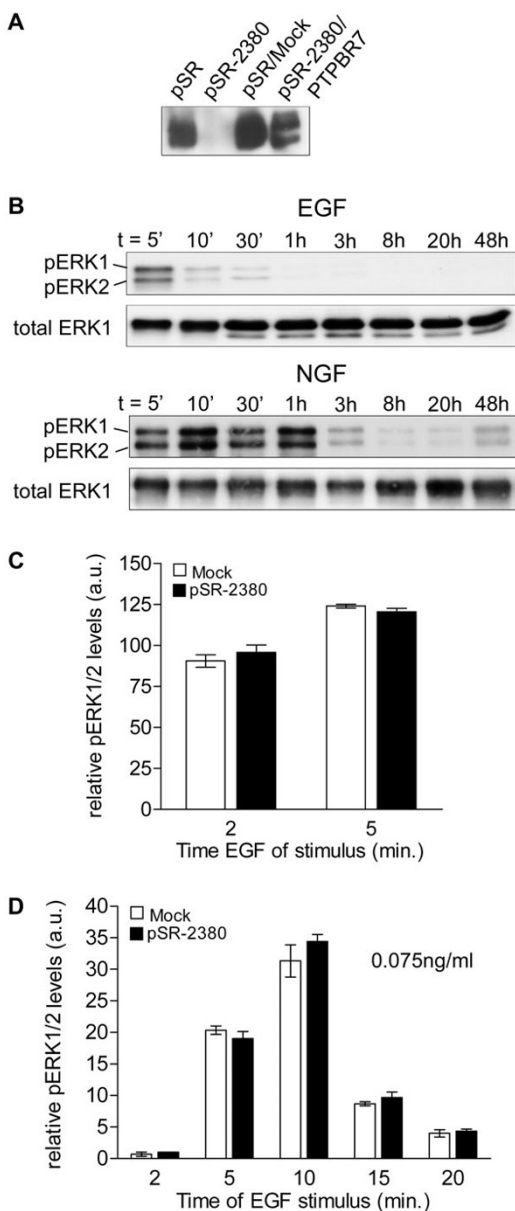 A
pSR
pSR-2380
pSR/Mock
pSR-2380/
PTPBR7
B
EGF
t = 5' 10' 30' 1h 3h 8h 20h 48h
pERK1
pERK2
total ERK1
NGF
t = 5' 10' 30' 1h 3h 8h 20h 48h
pERK1
pERK2
total ERK1
C
relative pERK1/2 levels (a.u.)
150
125
100
75
50
25
0
Mock
pSR-2380
2 5
Time EGF of stimulus (min.)
D
relative pERK1/2 levels (a.u.)
40
35
30
25
20
15
10
5
0
Mock
pSR-2380
0.075ng/ml
2 5 10 15 20
Time of EGF stimulus (min.)